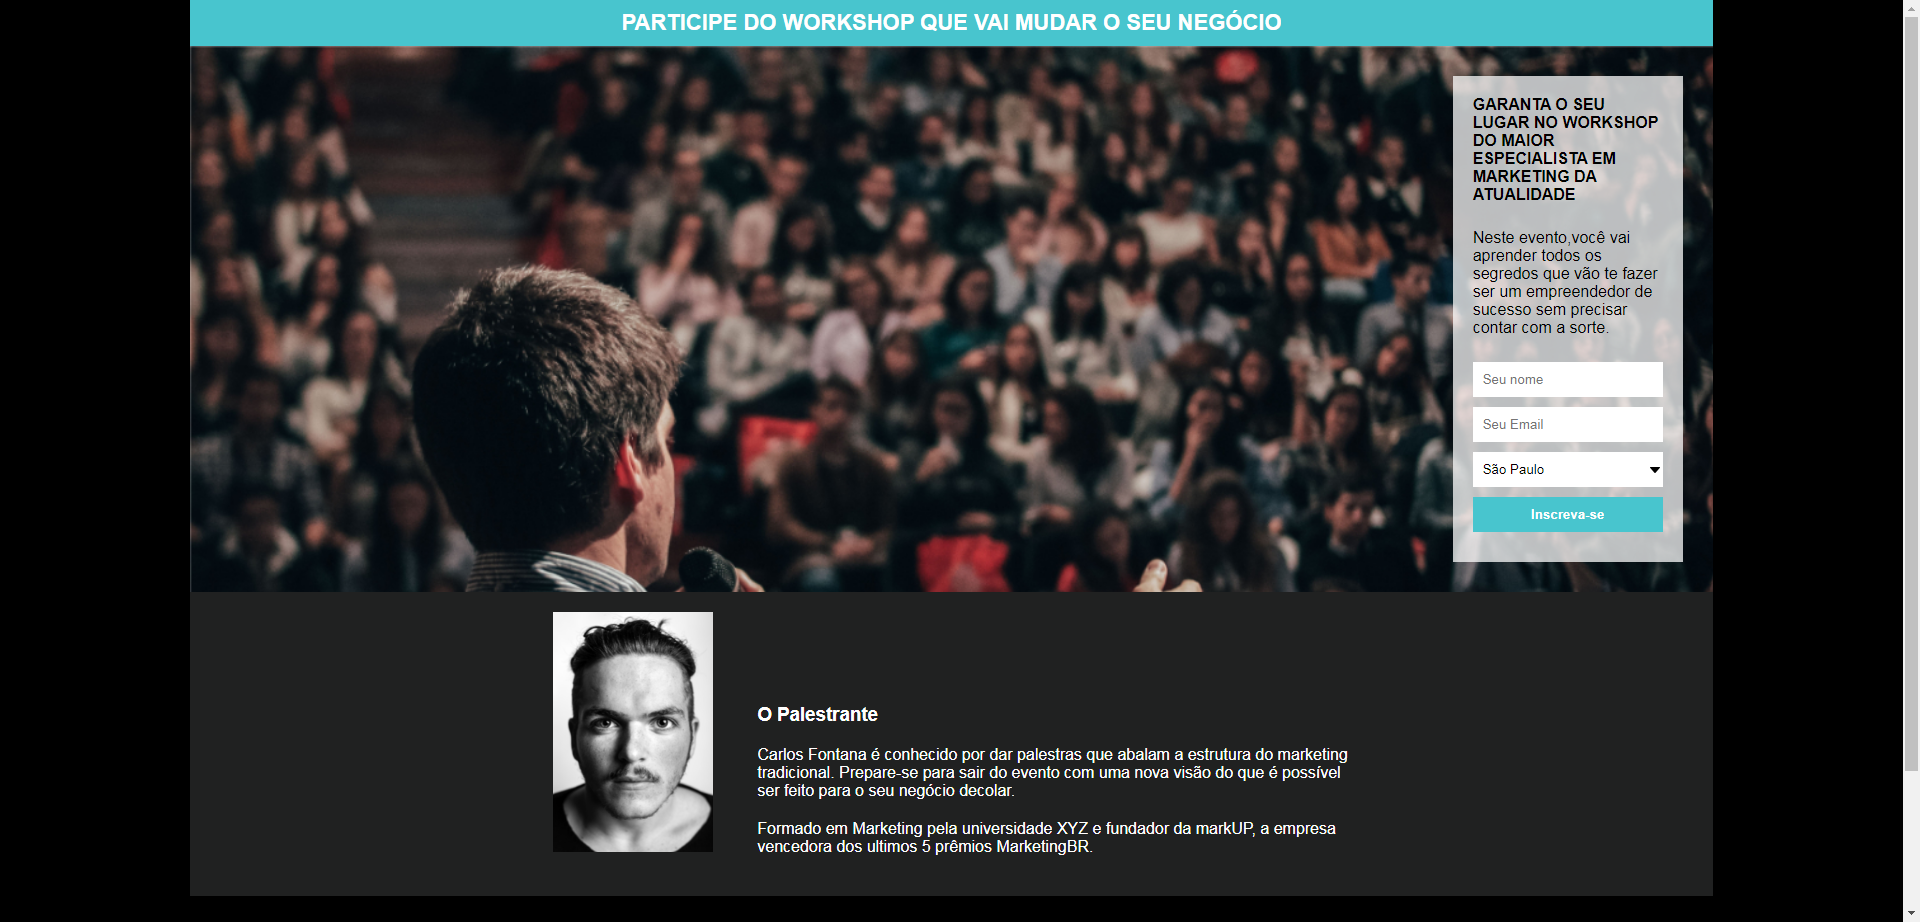 PARTICIPE DO WORKSHOP QUE VAI MUDAR O SEU NEGÓCIO
GARANTA O SEU
LUGAR NO WORKSHOP
DO MAIOR
ESPECIALISTA EM
MARKETING DA
ATUALIDADE
Neste evento,você vai
aprender todos os
segredos que vão te fazer
ser um empreendedor de
sucesso sem precisar
contar com a sorte.
Seu nome
Seu Email
São Paulo
Inscreva-se
O Palestrante
Carlos Fontana é conhecido por dar palestras que abalam a estrutura do marketing
tradicional. Prepare-se para sair do evento com uma nova visão do que é possível
ser feito para o seu negócio decolar.
Formado em Marketing pela universidade XYZ e fundador da markUP, a empresa
vencedora dos ultimos 5 prêmios MarketingBR.